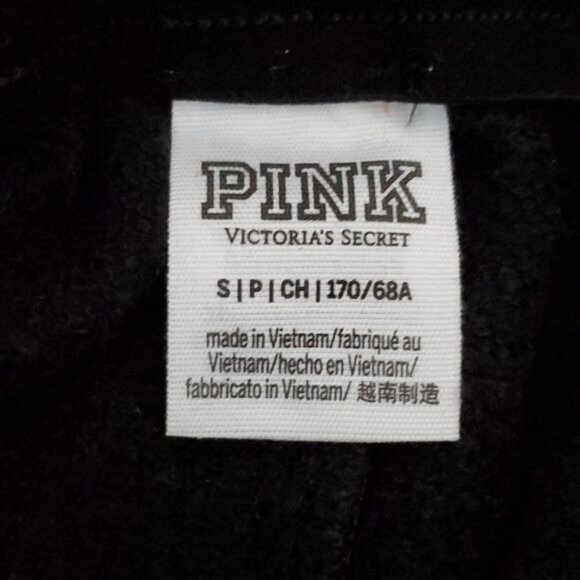 PINK
VICTORIA'S SECRET
S|P|CH|170/68A
made in Vietnam/fabriqué au
Vietnam/hecho en Vietnam/
fabbricato in Vietnam/ 越南制造